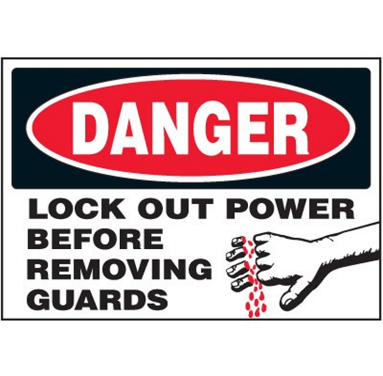 DANGER
LOCK OUT POWER
BEFORE
REMOVING
GUARDS